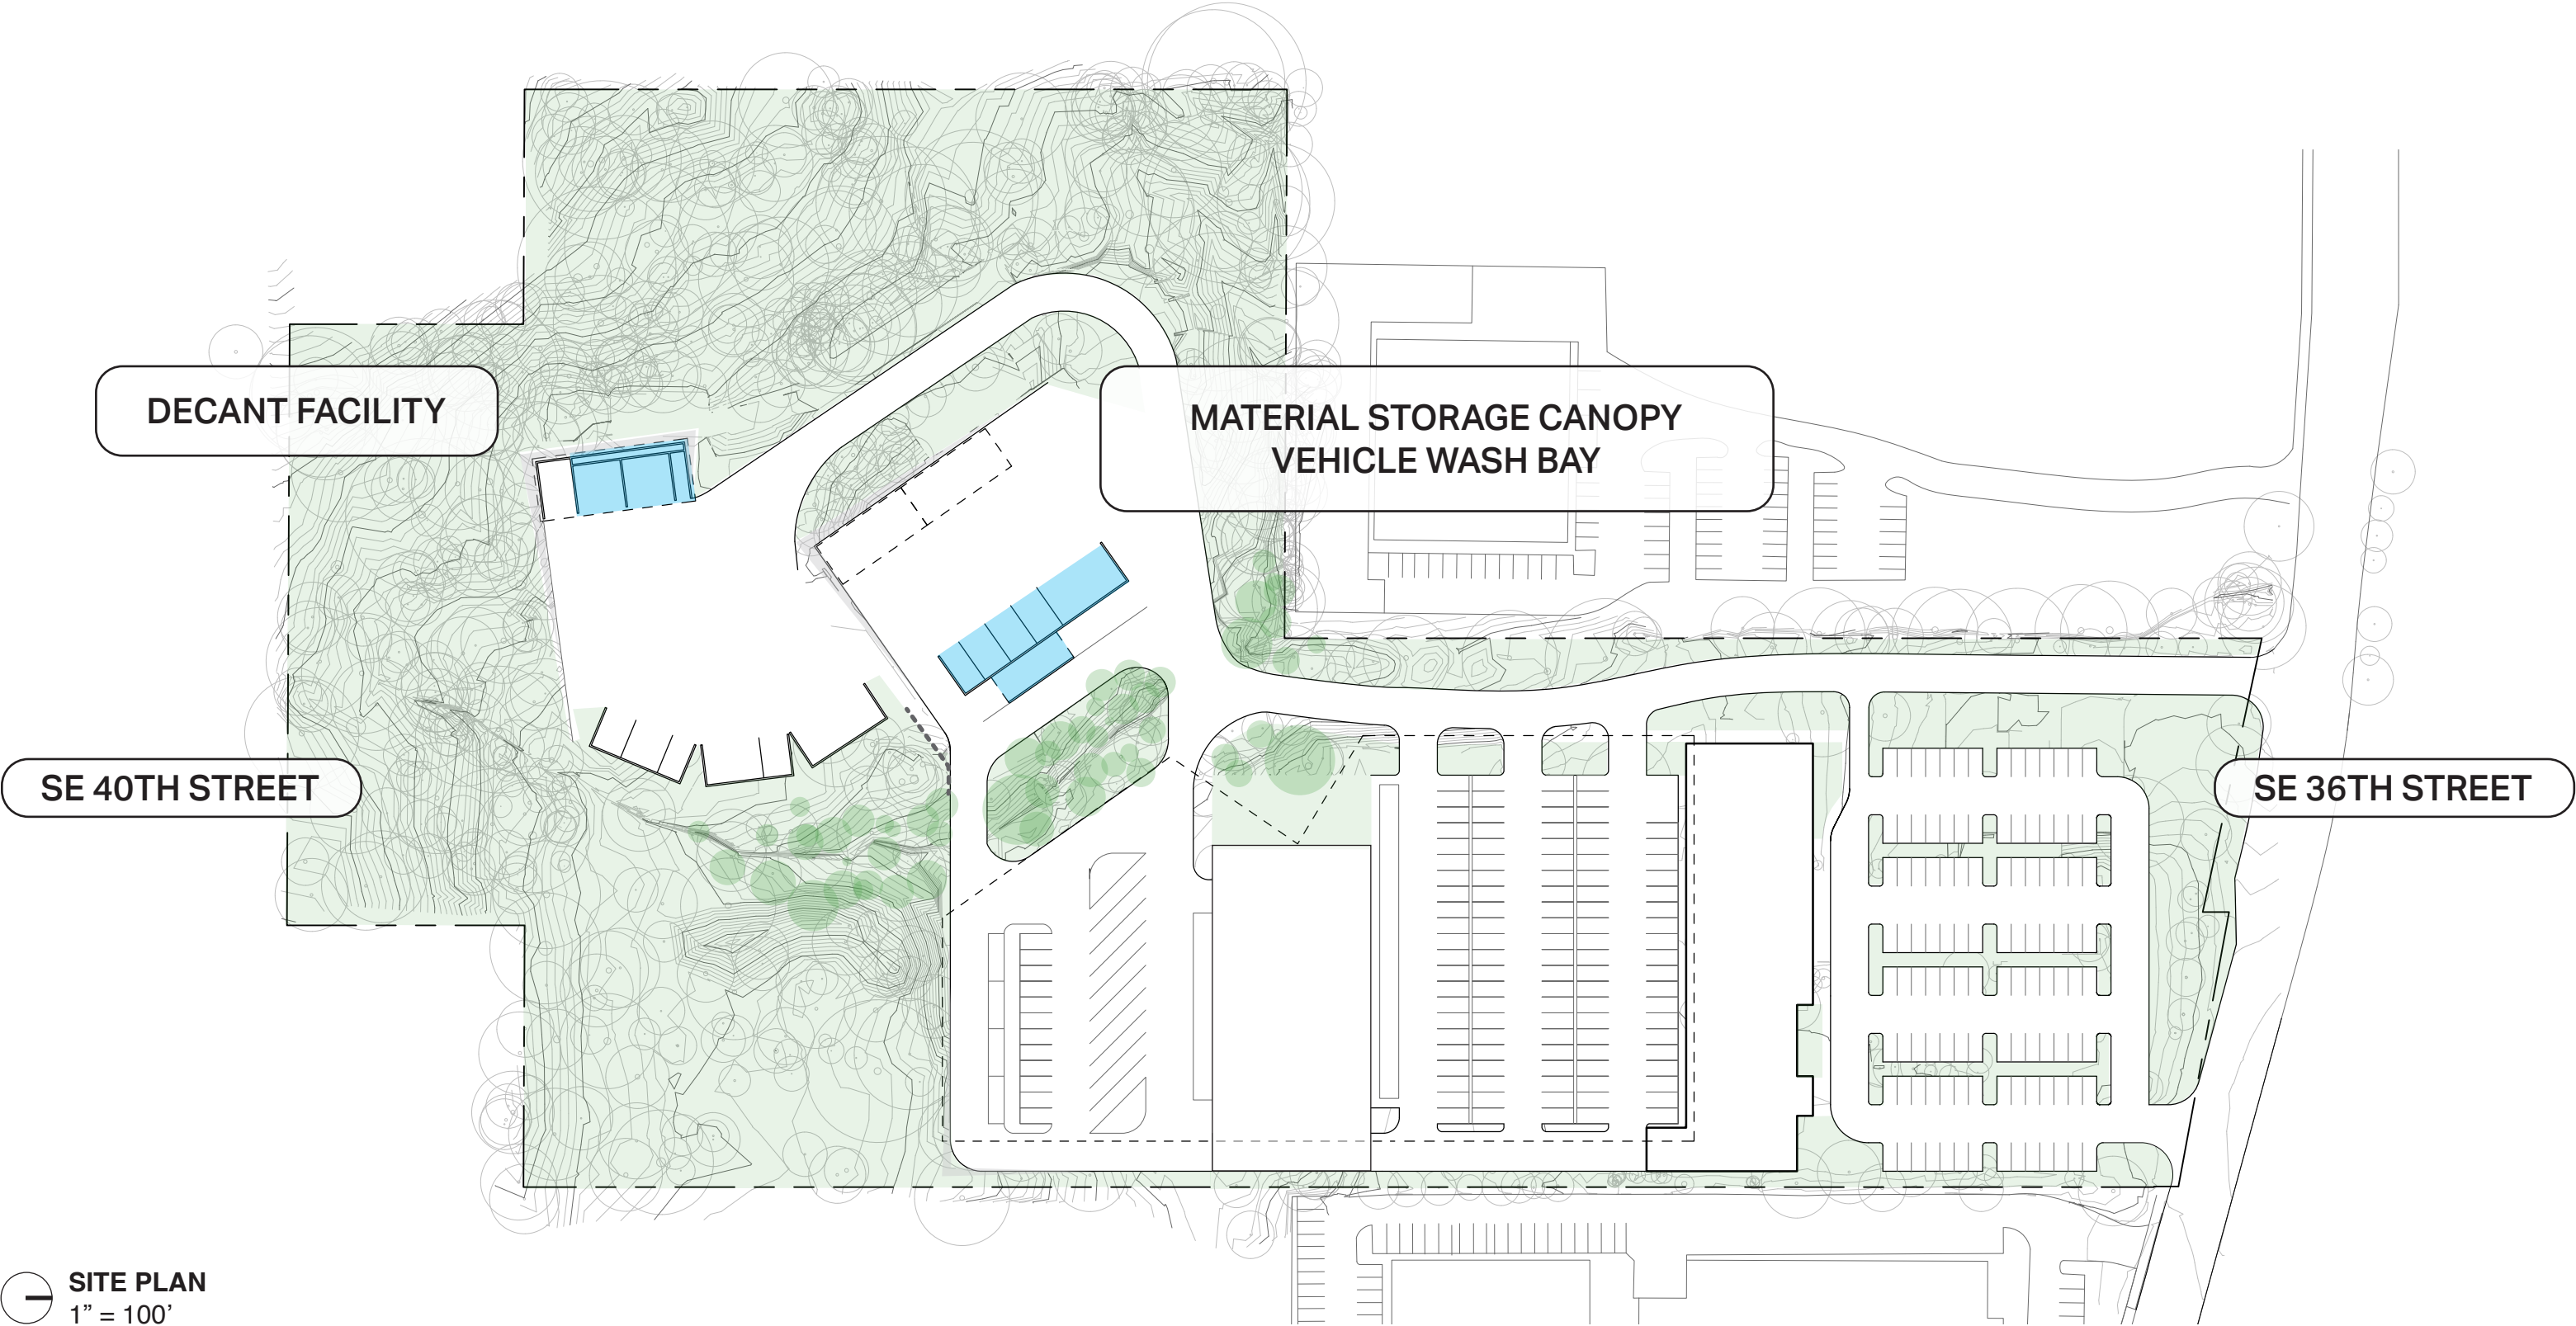 DECANT FACILITY
MATERIAL STORAGE CANOPY
VEHICLE WASH BAY
SE 40TH STREET
SE 36TH STREET
SITE PLAN
1” = 100’